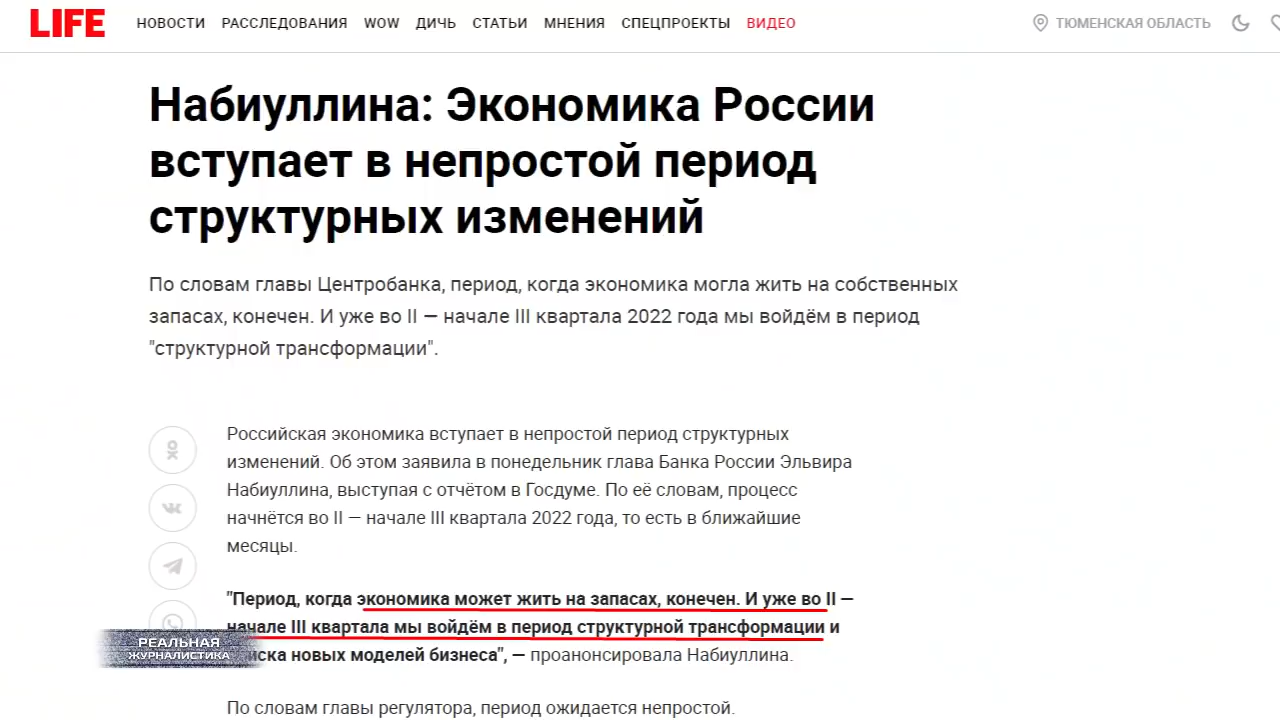 LIFE НОВОСТИ РАССЛЕДОВАНИЯ WOW ДИЧЬ СТАТЬИ МНЕНИЯ СПЕЦПРОЕКТЫ ВИДЕО ТЮМЕНСКАЯ ОБЛАСТЬ
Набиуллина: Экономика России
вступает в непростой период
структурных изменений
По словам главы Центробанка, период, когда экономика могла жить на собственных
запасах, конечен. И уже во II — начале III квартала 2022 года мы войдём в период
"структурной трансформации".
Российская экономика вступает в непростой период структурных
изменений. Об этом заявила в понедельник глава Банка России Эльвира
Набиуллина, выступая с отчётом в Госдуме. По её словам, процесс
начнётся во II — начале III квартала 2022 года, то есть в ближайшие
месяцы.
"Период, когда экономика может жить на запасах, конечен. И уже во II —
начале III квартала мы войдём в период структурной трансформации и
новых моделей бизнеса", — проанонсировала Набиуллина.
РЕАЛЬНАЯ
ЖУРНАЛИСТИКА
По словам главы регулятора, период ожидается непростой.